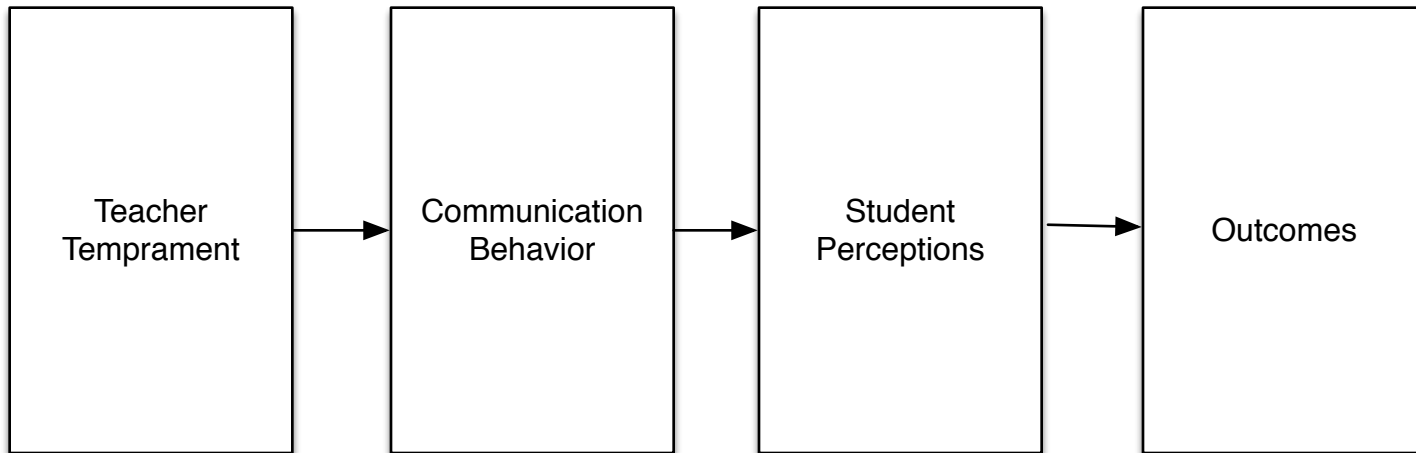 Teacher
Temprament
Communication
Behavior
Student
Perceptions
Outcomes